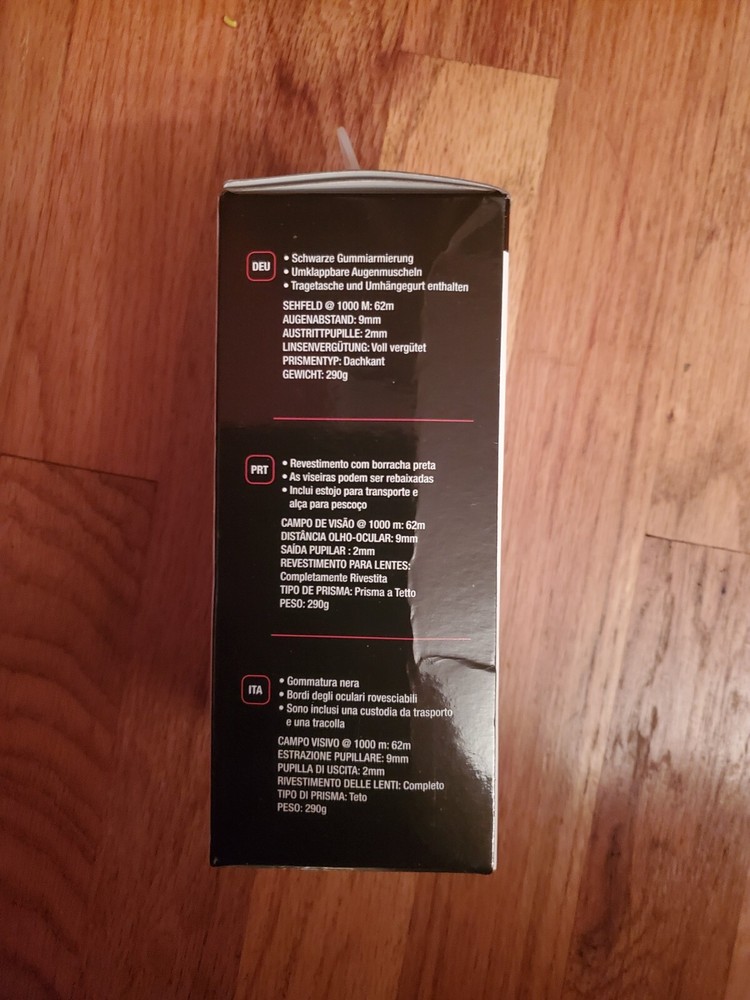 DEU
• Schwarze Gummiarmierung
• Umklappbare Augenmuscheln
• Tragetasche und Umhängegurt enthalten
SEHFELD @ 1000 M: 62m
AUGENABSTAND: 9mm
AUSTRITTPUPILLE: 2mm
LINSENVERGÜTUNG: Voll vergütet
PRISMENTYP: Dachkant
GEWICHT: 290g
PRT
• Revestimento com borracha preta
• As viseiras podem ser rebaixadas
• Inclui estojo para transporte e
alça para pescoço
CAMPO DE VISÃO @ 1000 m: 62m
DISTÂNCIA OLHO-OCULAR: 9mm
SAÍDA PUPILAR : 2mm
REVESTIMENTO PARA LENTES:
Completamente Rivestita
TIPO DE PRISMA: Prisma a Tetto
PESO: 290g
ITA
• Gommatura nera
• Bordi degli oculari rovesciabili
• Sono inclusi una custodia da trasporto
e una tracolla
CAMPO VISIVO @ 1000 m: 62m
ESTRAZIONE PUPILLARE: 9mm
PUPILLA DI USCITA: 2mm
RIVESTIMENTO DELLE LENTI: Completo
TIPO DI PRISMA: Teto
PESO: 290g